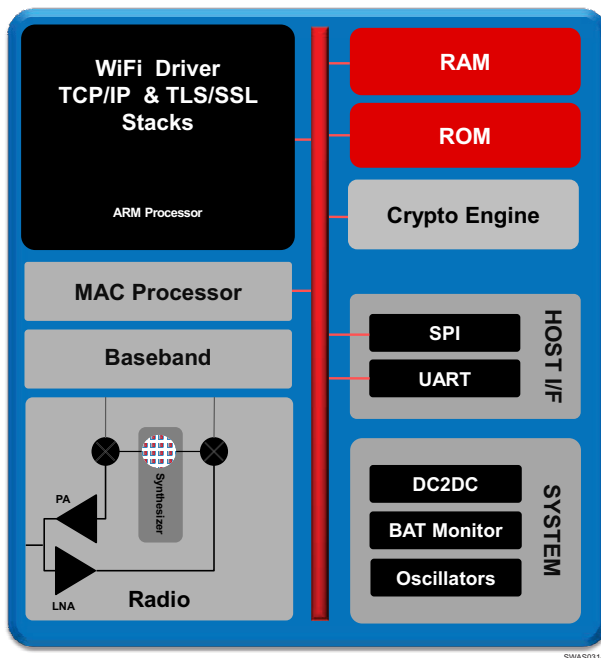 WiFi Driver
TCP/IP & TLS/SSL
Stacks
ARM Processor
MAC Processor
Baseband
Synthesizer
PA
LNA
Radio
RAM
ROM
Crypto Engine
SPI
UART
HOST I/F
DC2DC
BAT Monitor
Oscillators
SYSTEM
SWAS031